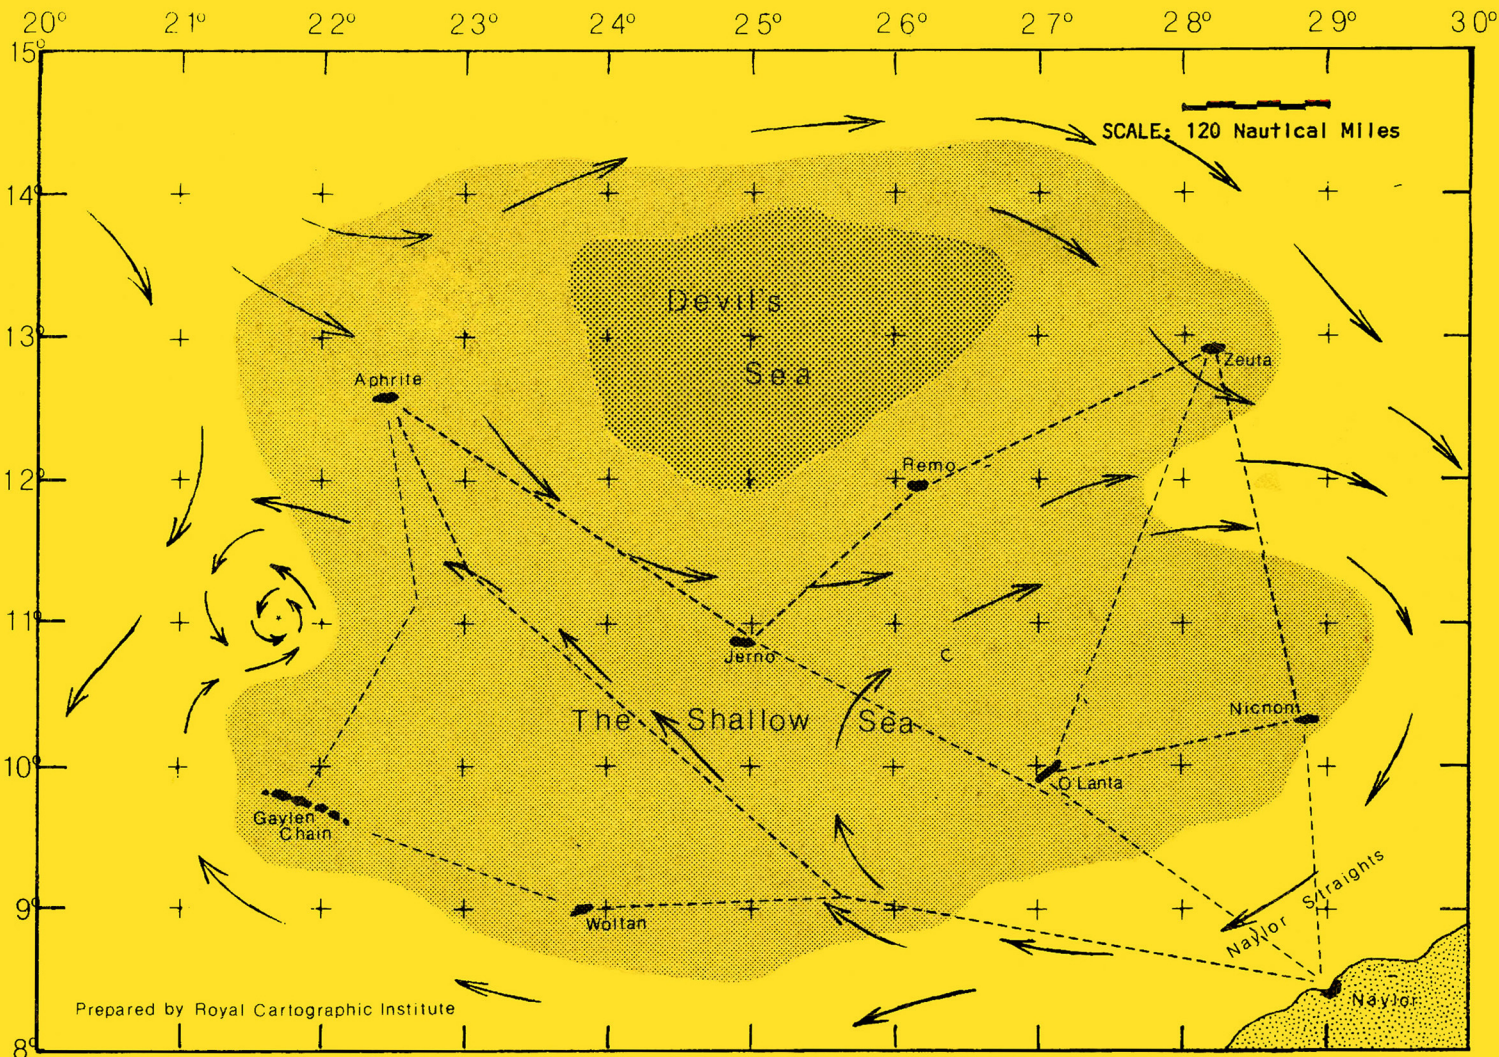 20° 21° 22° 23° 24° 25° 26° 27° 28° 29° 30°
15°
SCALE: 120 Nautical Miles
14°
Devil's
13°
Sea
Zeuta
Aphrite
Remo
12°
11°
Jerno
C
The Shallow Sea
Nicnom
10°
O'Lanta
Gaylen
Chain
9°
Woltan
Naylor Straights
Naylor
Prepared by Royal Cartographic Institute
8°